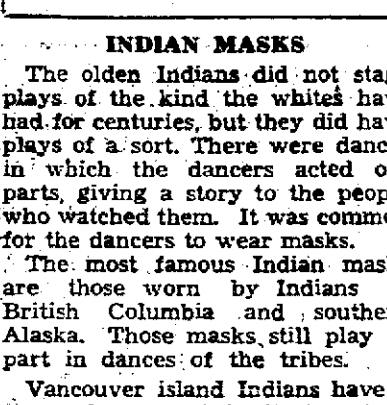 INDIAN MASKS
The olden Indians did not sta
plays of the kind the whites ha
had for centuries, but they did ha
plays of a sort. There were danc
in which the dancers acted o
parts, giving a story to the peop
who watched them. It was comm
for the dancers to wear masks.
The most famous Indian mas
are those worn by Indians
British Columbia and southe
Alaska. Those masks still play
part in dances of the tribes.
Vancouver island Indians have